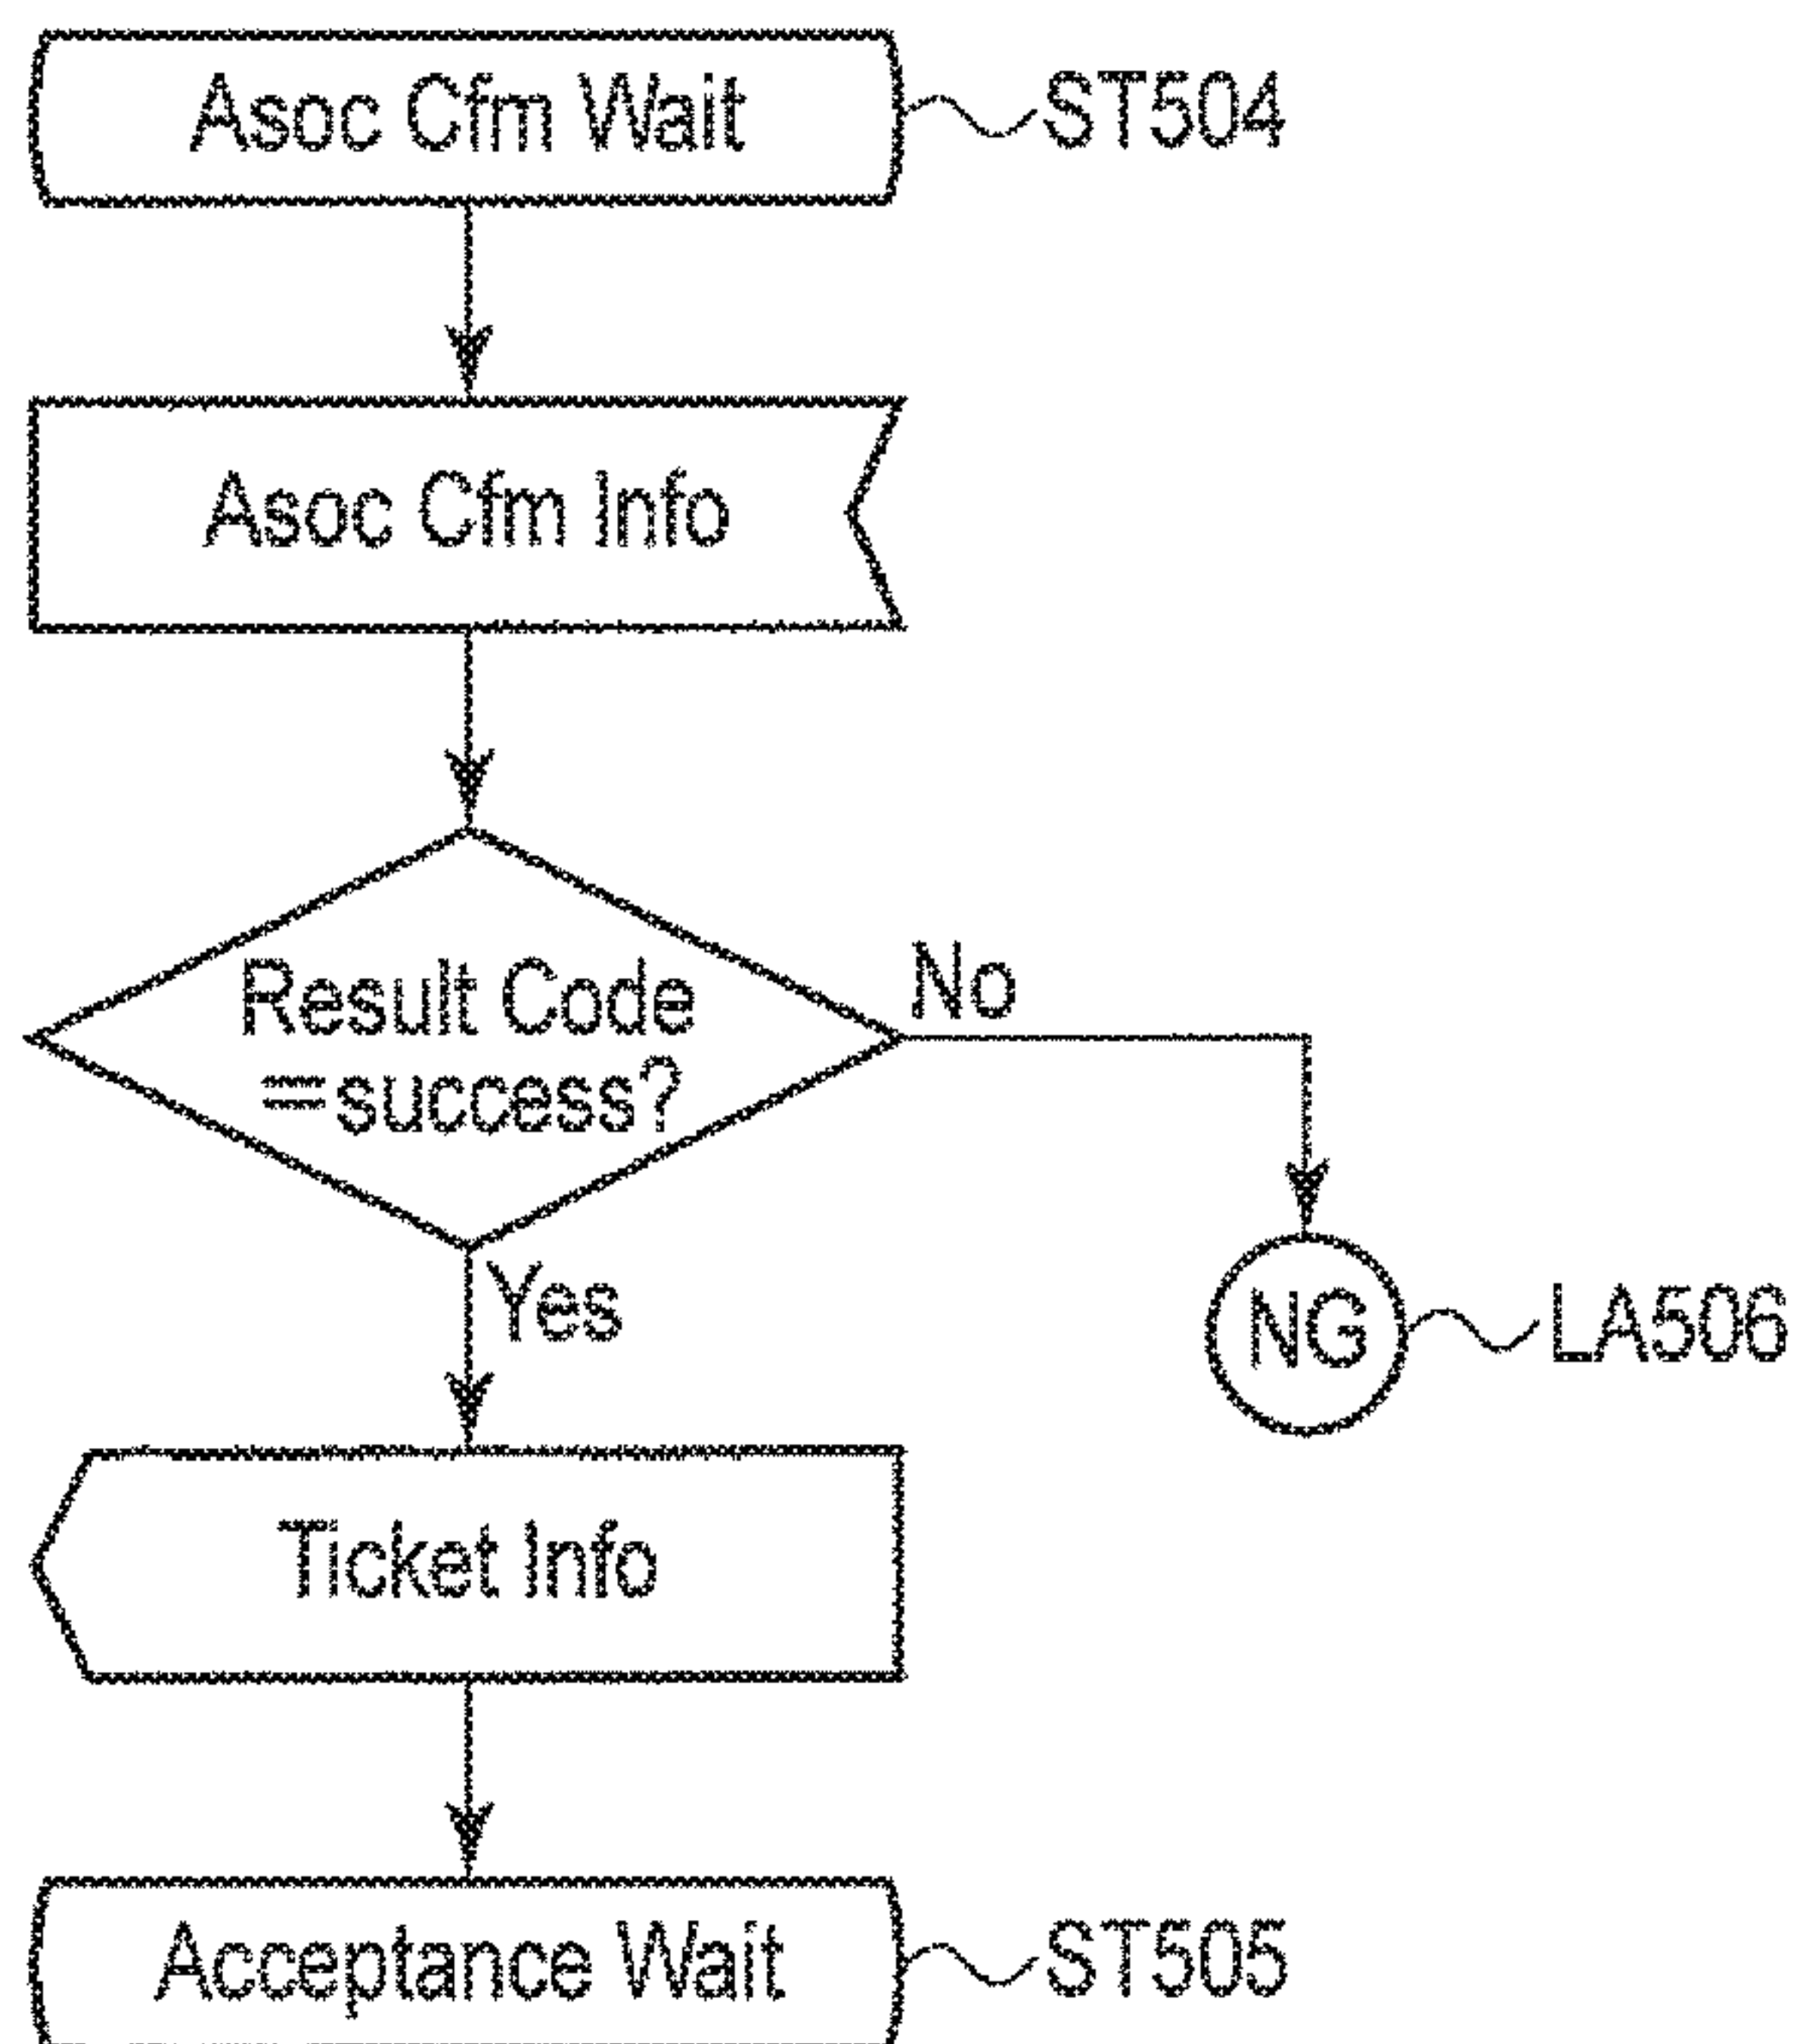 Asoc Cfm Wait
ST504
Asoc Cfm Info
Result Code
==success?
No
Yes
NG
LA506
Ticket Info
Acceptance Wait
ST505